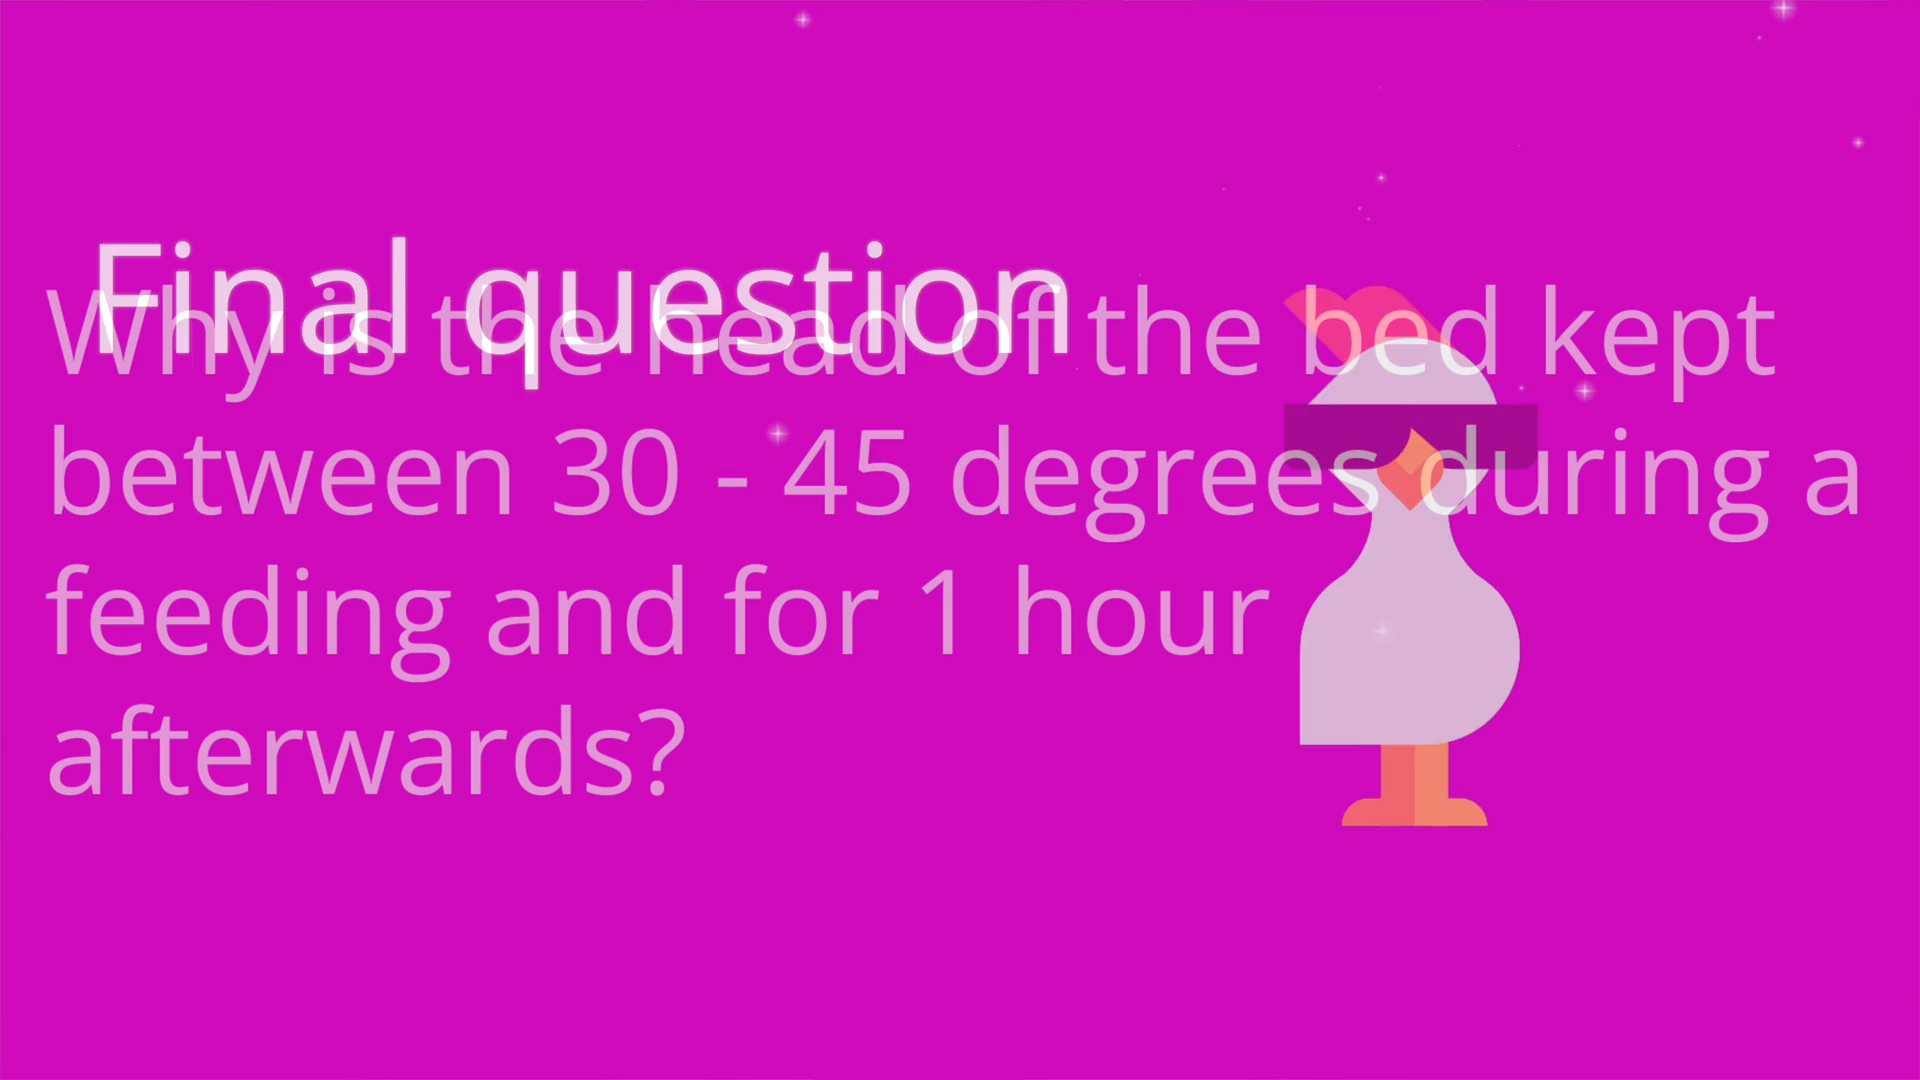 Final question
Why is the head of the bed kept
between 30 - 45 degrees during a
feeding and for 1 hour
afterwards?